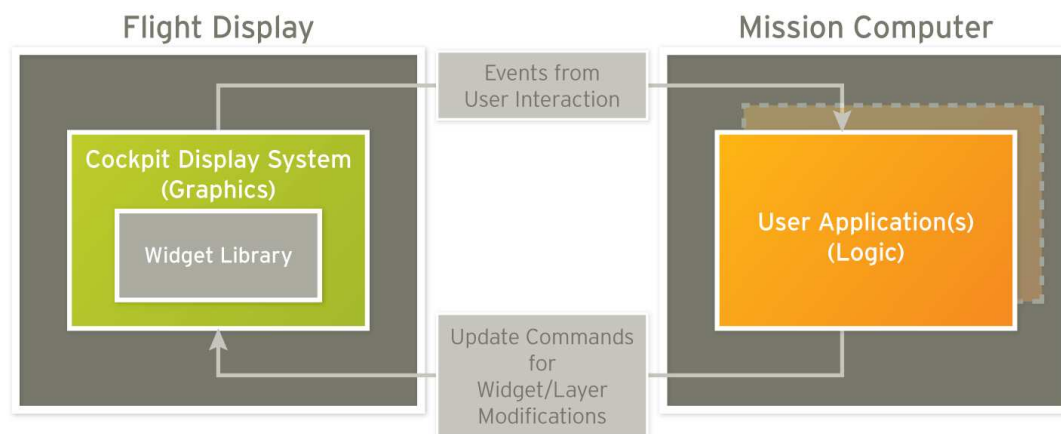 Flight Display
Mission Computer
Events from
User Interaction
Cockpit Display System
(Graphics)
Widget Library
User Application(s)
(Logic)
Update Commands
for
Widget/Layer
Modifications